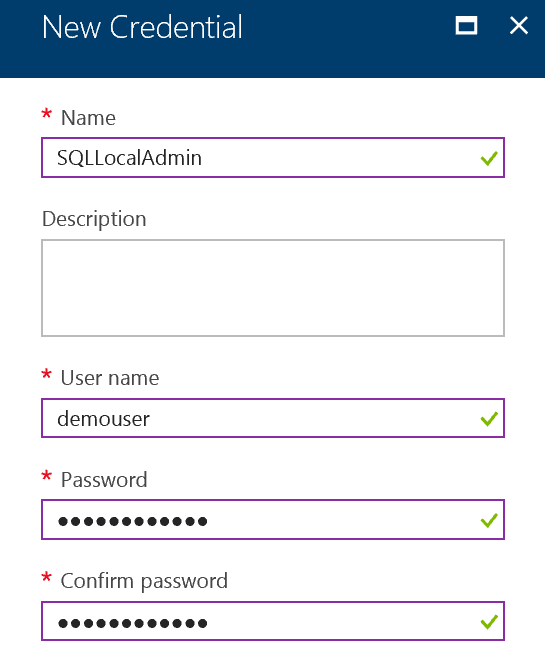 New Credential
* Name
SQLLocalAdmin
Description
* User name
demouser
* Password
●●●●●●●●●●●●
* Confirm password
●●●●●●●●●●●●